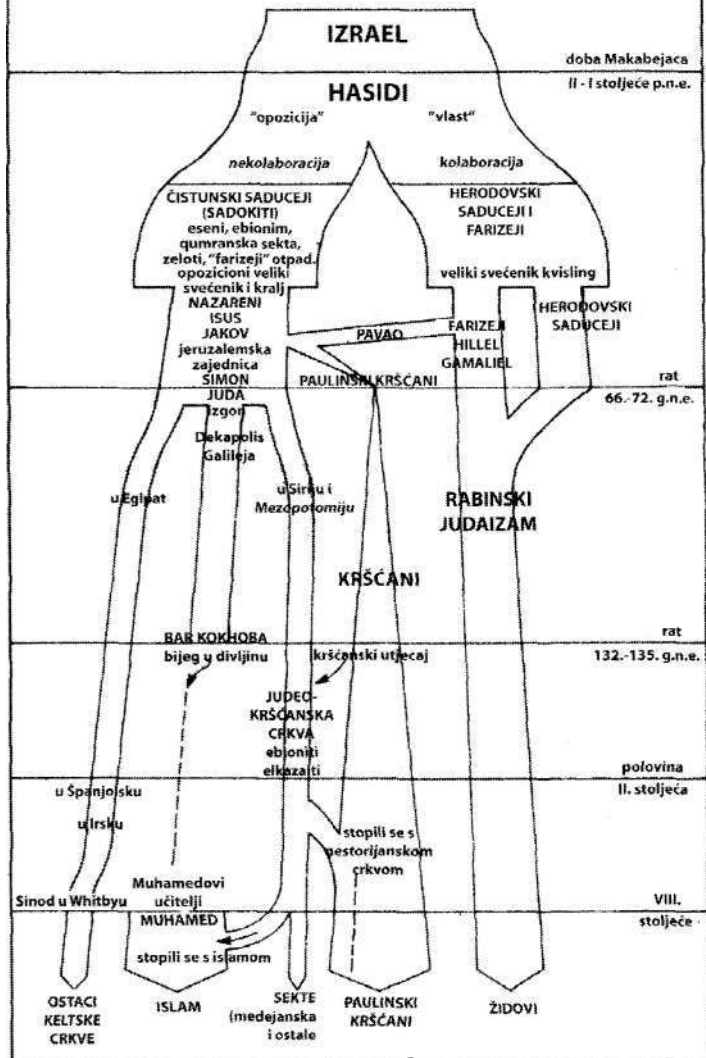 IZRAEL
doba Makabejaca
II - I stoljeće p.n.e.
HASIDI
"opozicija"
"vlast"
nekolaboracija
kolaboracija
ČISTUNSKI SADUCEJI
(SADOKITI)
eseni, ebionim,
qumranska sekta,
zeloti, "farizeji" otpad.
opozicioni veliki
svećenik i kralj
NAZARENI
ISUS
JAKOV
jeruzalemska
zajednica
SIMON
JUDA
izgon
HERODOVSKI
SADUCEJI I
FARIZEJI
veliki svećenik kvisling
HERODOVSKI
SADUCEJI
PAVAO
FARIZEJI
HILLEL
GAMALIEL
PAULINSKI KRŠĆANI
rat
66.-72. g.n.e.
Dekapolis
Galileja
u Egipat
u Siriju i
Mezopotomiju
RABINSKI
JUDAIZAM
KRŠĆANI
rat
132.-135. g.n.e.
BAR KOKHOBA
bijeg u divljinu
kršćanski utjecaj
JUDEO-
KRŠĆANSKA
CRKVA
ebioniti
elkazaiti
polovina
II. stoljeća
u Španjolsku
u Irsku
stopili se s
nestorijanskom
crkvom
Sinod u Whitbyu
Muhamedovi
učitelji
MUHAMED
VIII.
stoljeće
stopili se s islamom
OSTACI
KELTSKE
CRKVE
ISLAM
SEKTE
(medejanska
i ostale
PAULINSKI
KRŠĆANI
ŽIDOVI